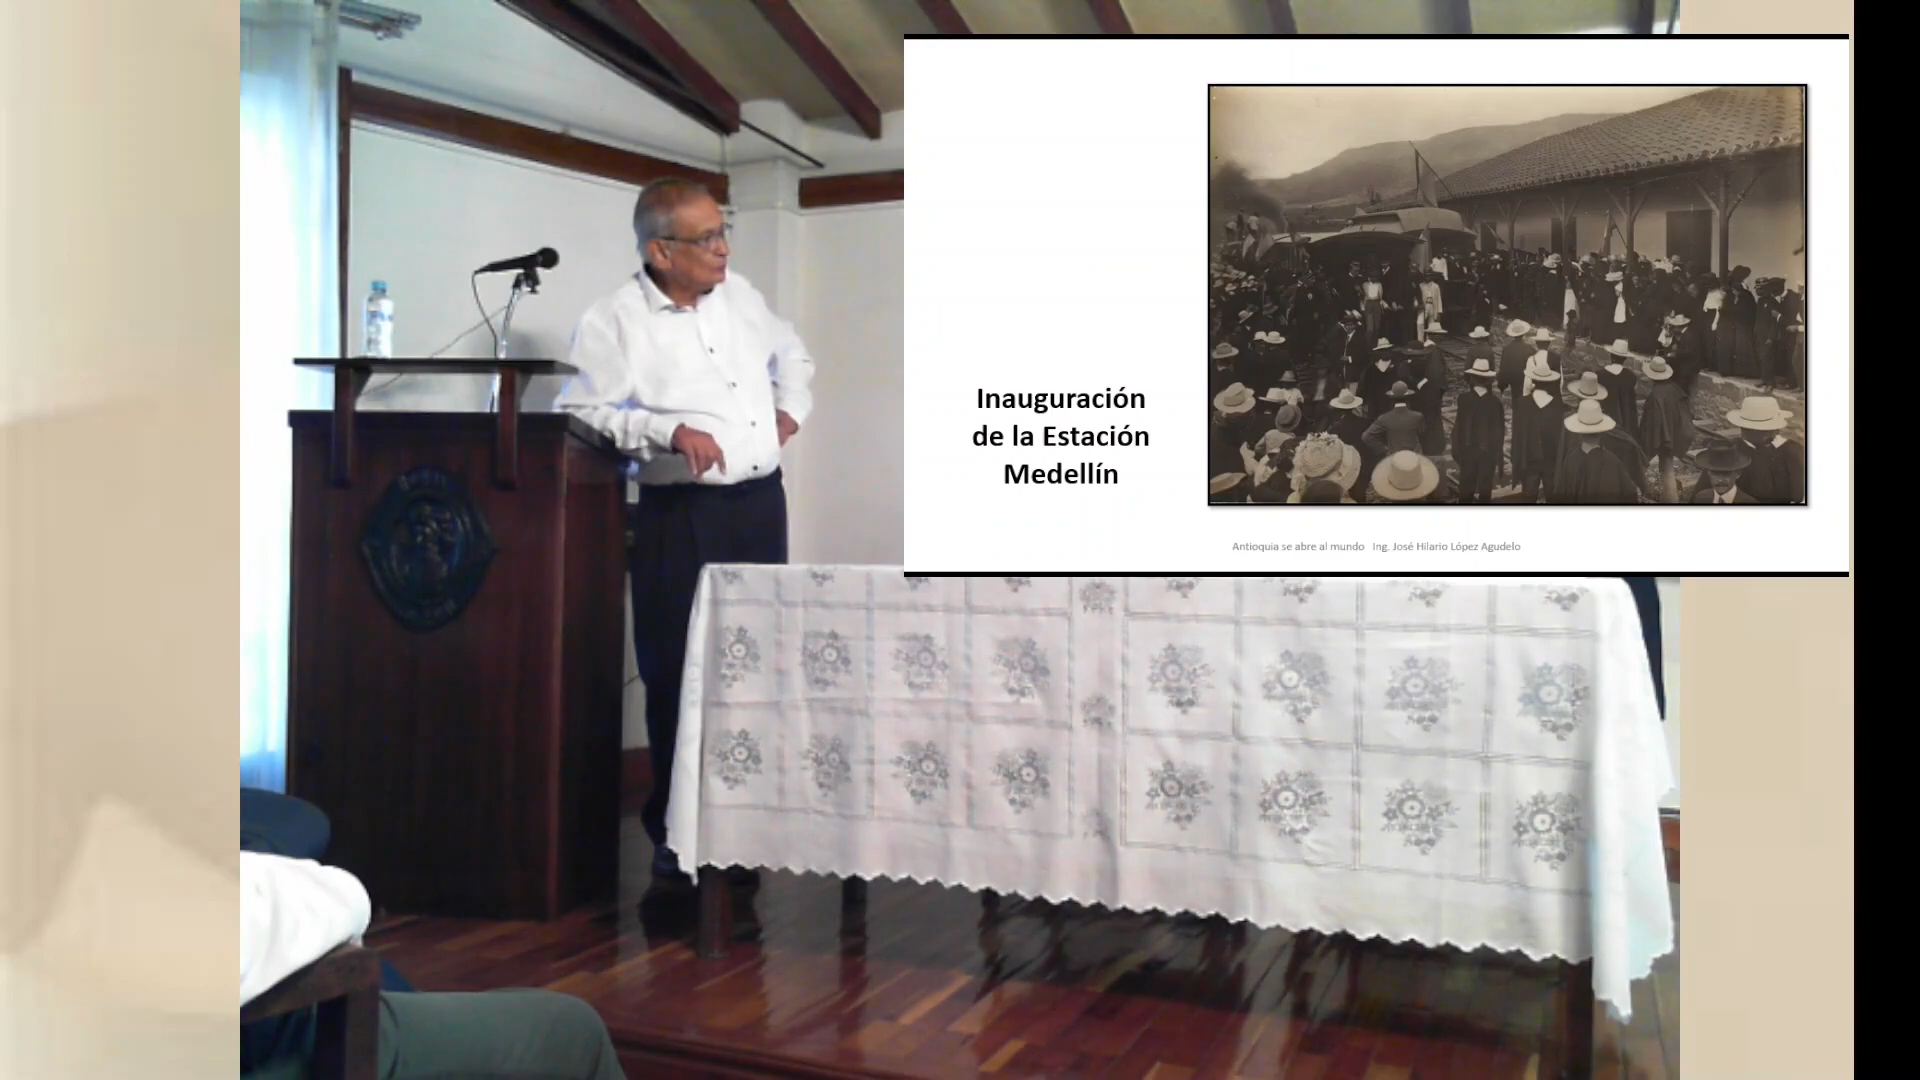 Inauguración
de la Estación
Medellín
Antioquia se abre al mundo Ing. José Hilario López Agudelo